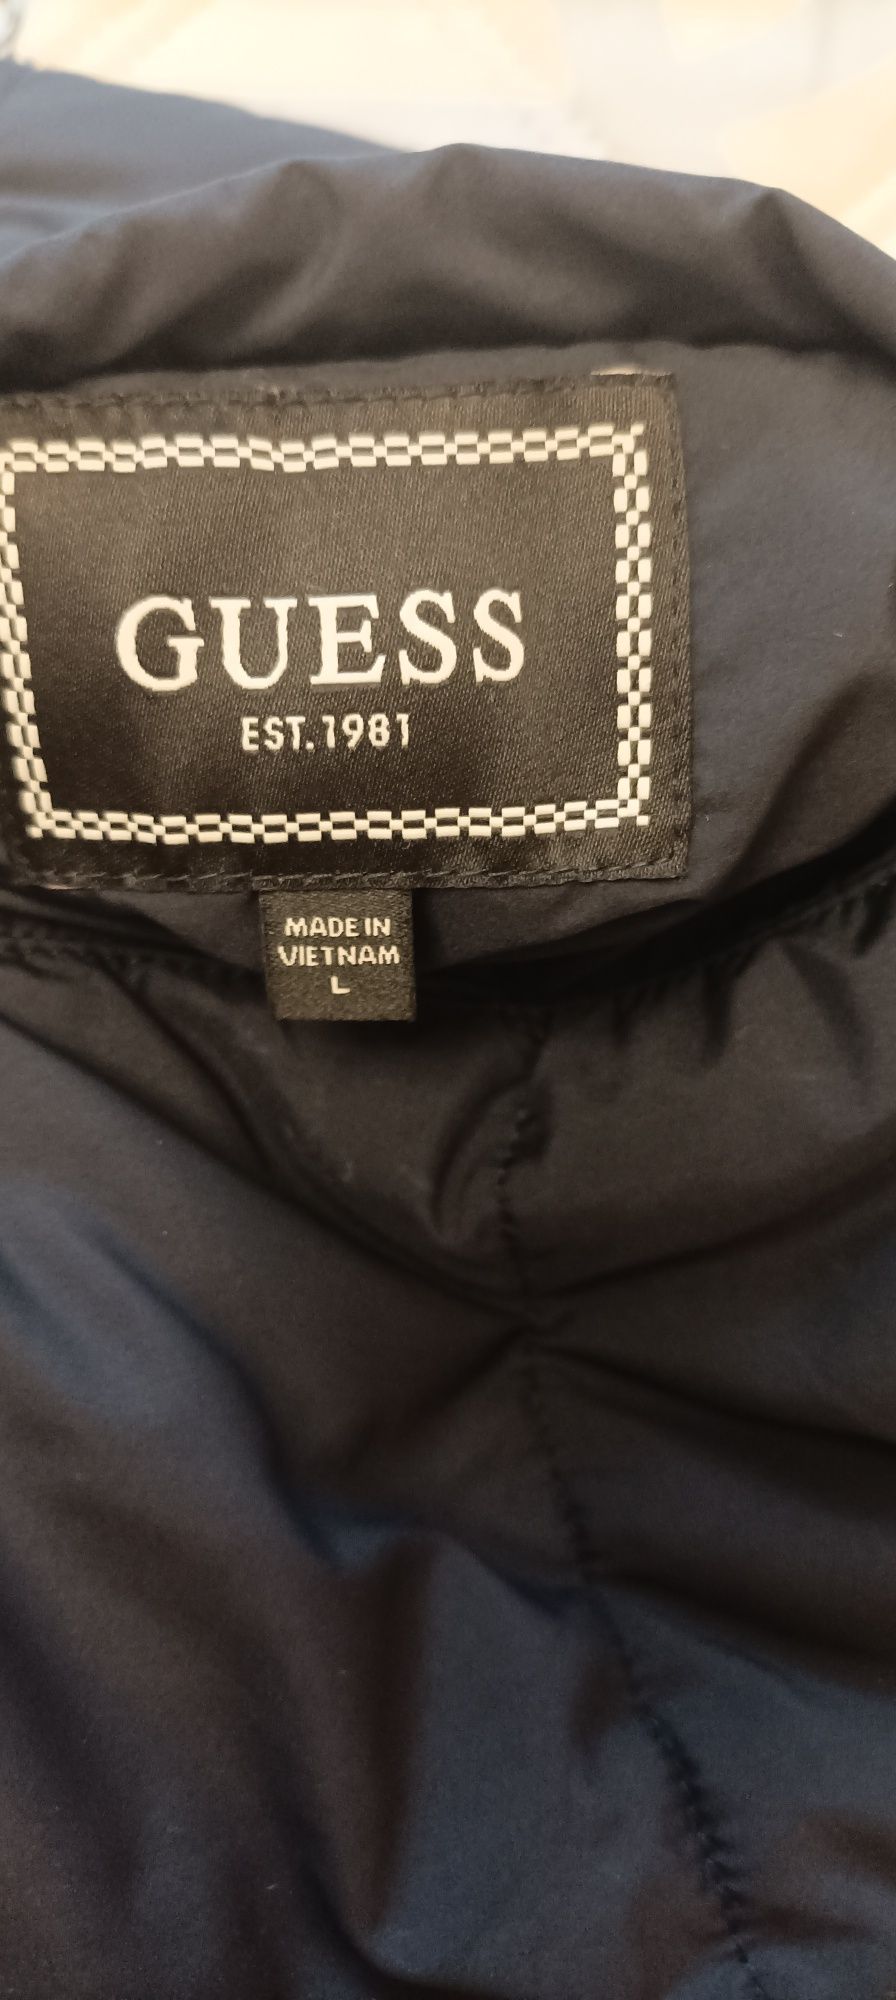 GUESS
EST.1981
MADE IN
VIETNAM
L